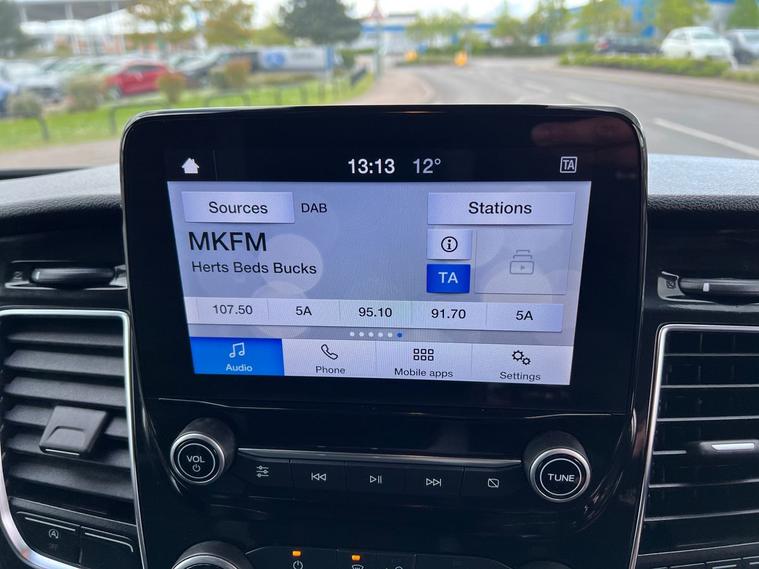 13:13 12° TA
Sources DAB Stations
MKFM
Herts Beds Bucks
TA
107.50 5A 95.10 91.70 5A
Audio Phone Mobile apps Settings
VOL TUNE